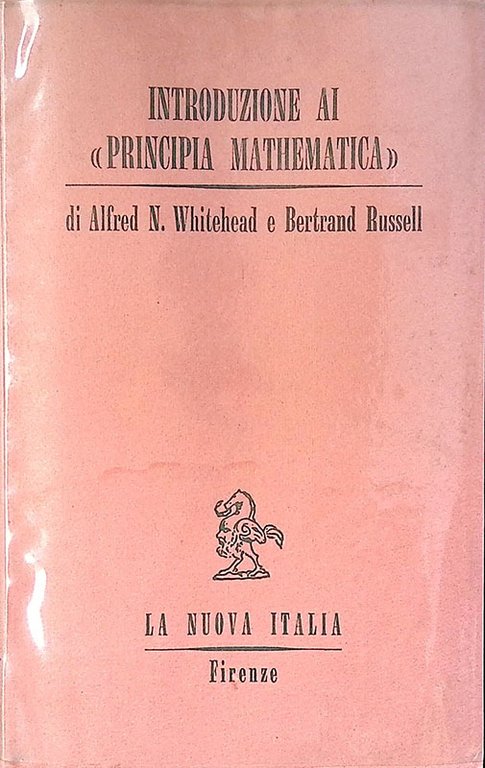 INTRODUZIONE AI
«PRINCIPIA MATHEMATICA»
di Alfred N. Whitehead e Bertrand Russell
LA NUOVA ITALIA
Firenze